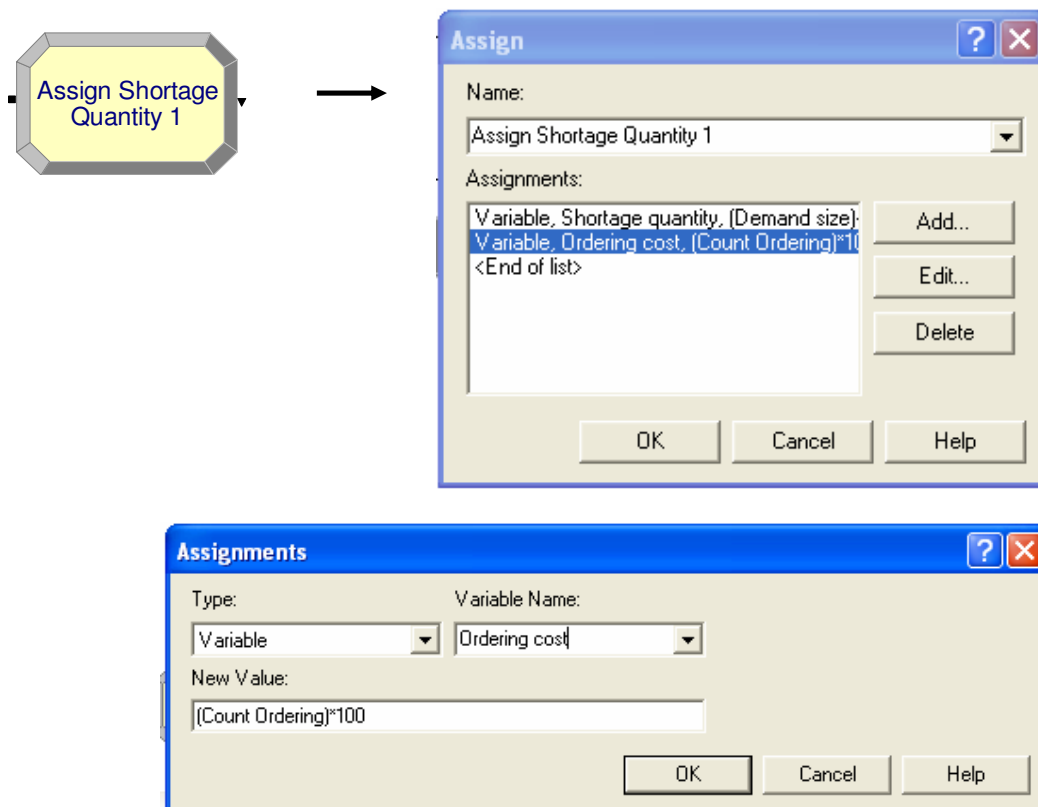 Assign Shortage
Quantity 1
Assign
Name:
Assign Shortage Quantity 1
Assignments:
Variable, Shortage quantity, (Demand size)-
Variable, Ordering cost, (Count Ordering)*10
<End of list>
Add...
Edit...
Delete
OK Cancel Help
Assignments
Type: Variable Name:
Variable Ordering cost
New Value:
(Count Ordering)*100
OK Cancel Help